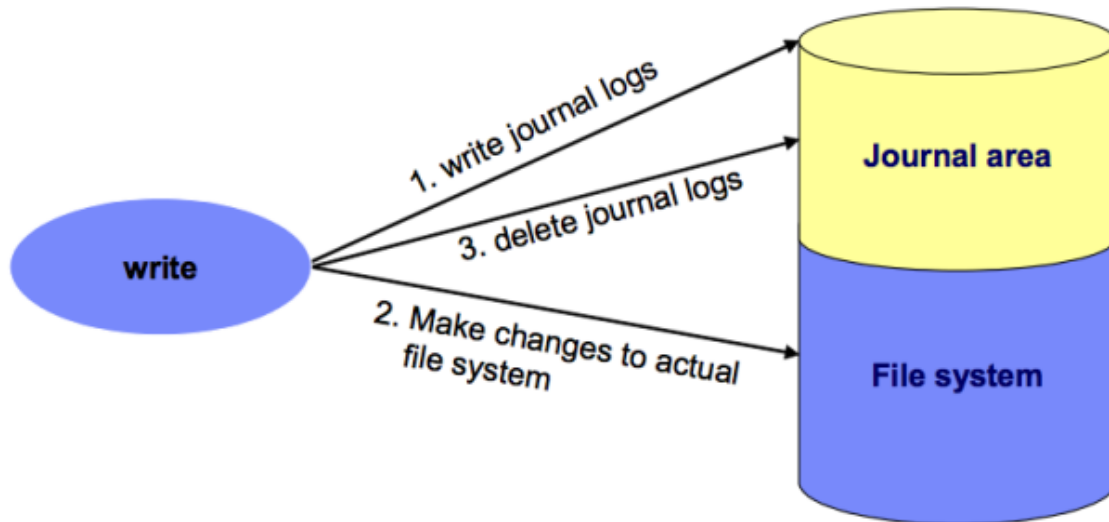 1. write journal logs
Journal area
3. delete journal logs
write
2. Make changes to actual
file system
File system